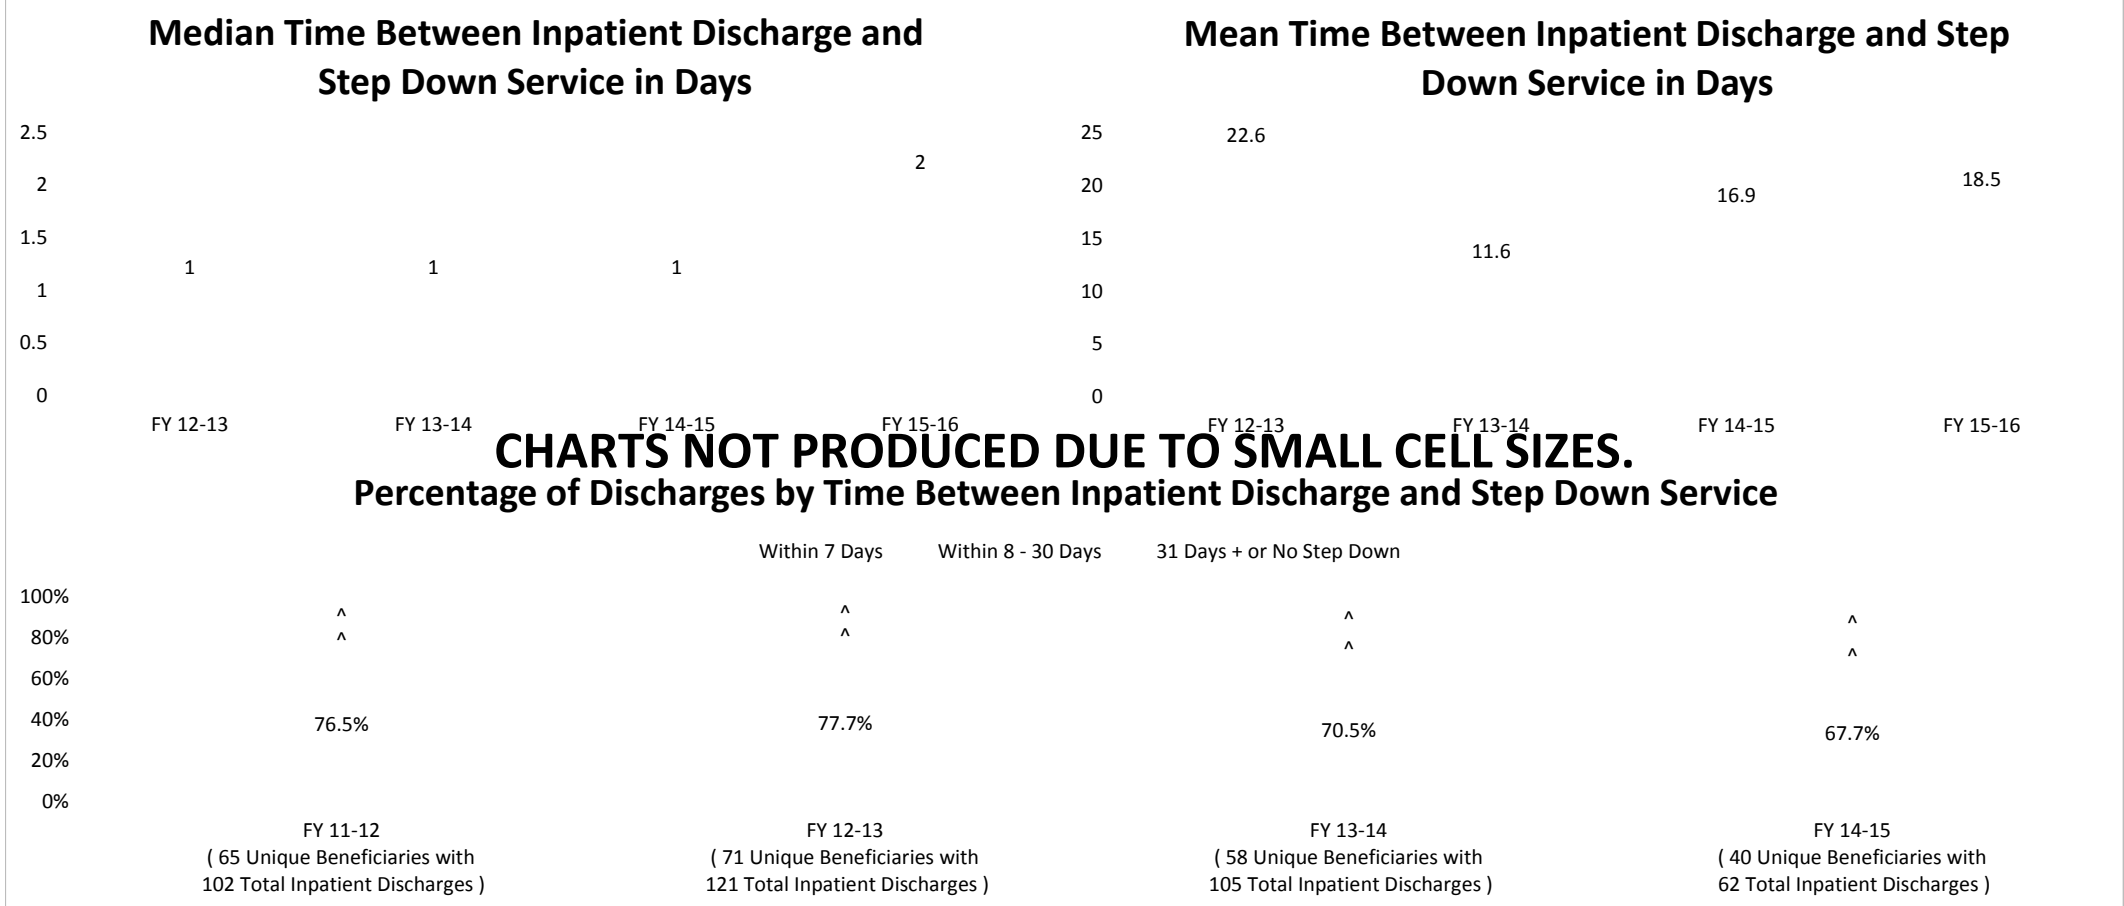 Median Time Between Inpatient Discharge and
Step Down Service in Days
2.5
2
1.5
1
0.5
0
1
1
1
2
FY 12-13
FY 13-14
FY 14-15
FY 15-16
Mean Time Between Inpatient Discharge and Step
Down Service in Days
25
20
15
10
5
0
22.6
11.6
16.9
18.5
FY 12-13
FY 13-14
FY 14-15
FY 15-16
CHARTS NOT PRODUCED DUE TO SMALL CELL SIZES.
Percentage of Discharges by Time Between Inpatient Discharge and Step Down Service
Within 7 Days
Within 8 - 30 Days
31 Days + or No Step Down
100%
80%
60%
40%
20%
0%
^
^
76.5%
^
^
77.7%
^
^
70.5%
^
^
67.7%
FY 11-12
( 65 Unique Beneficiaries with
102 Total Inpatient Discharges )
FY 12-13
( 71 Unique Beneficiaries with
121 Total Inpatient Discharges )
FY 13-14
( 58 Unique Beneficiaries with
105 Total Inpatient Discharges )
FY 14-15
( 40 Unique Beneficiaries with
62 Total Inpatient Discharges )